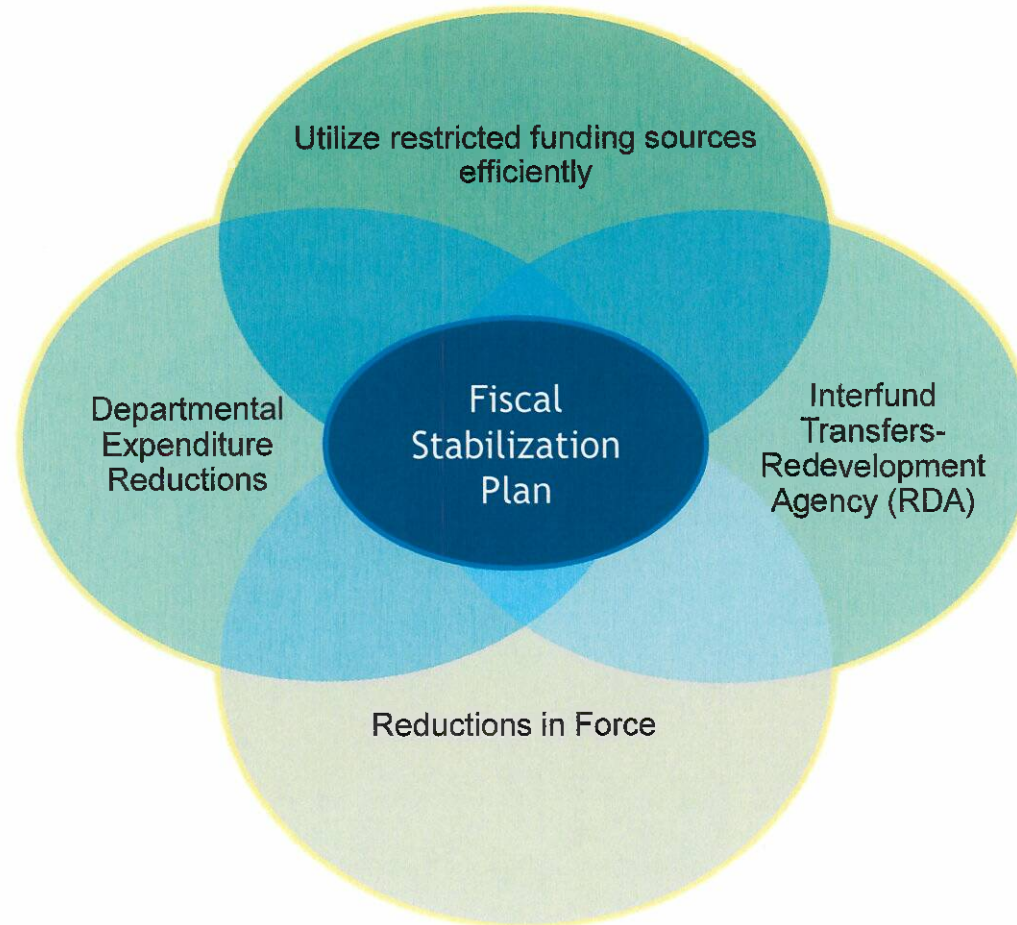 Utilize restricted funding sources
efficiently
Departmental
Expenditure
Reductions
Fiscal
Stabilization
Plan
Interfund
Transfers-
Redevelopment
Agency (RDA)
Reductions in Force